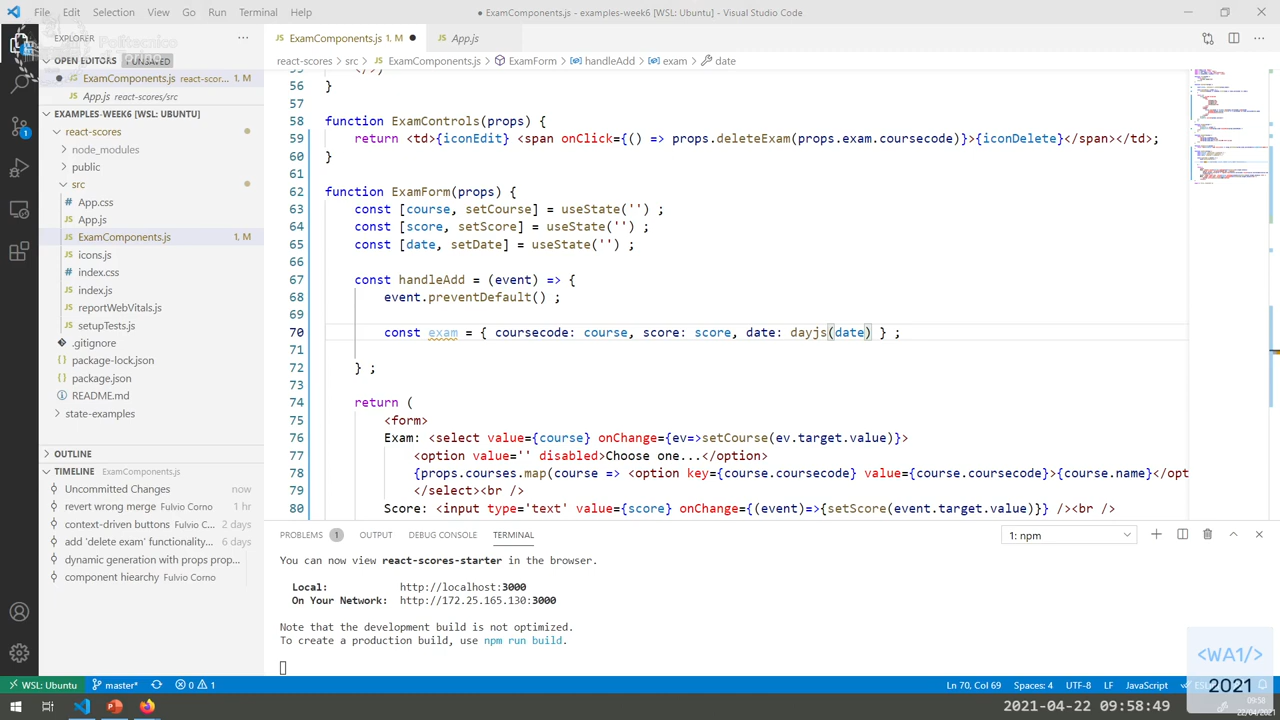 File Edit Selection View Go Run Terminal Help
● ExamComponents.js - examples-week6 [WSL: Ubuntu] - Visual Studio Code
EXPLORER
Politecnico
OPEN EDITORS 1 UNSAVED
ExamComponents.js react-scor... 1, M
App.js react-scores/src
EXAMPLES-WEEK6 [WSL: UBUNTU]
react-scores
node_modules
public
src
App.css
App.js
ExamComponents.js 1, M
icons.js
index.css
index.js
reportWebVitals.js
setupTests.js
.gitignore
package-lock.json
package.json
README.md
state-examples
OUTLINE
TIMELINE ExamComponents.js
Uncommitted Changes now
revert wrong merge Fulvio Corno 1 hr
context-driven buttons Fulvio C... 2 days
add 'delete exam' functionality... 6 days
dynamic generation with props prop...
component hiearchy Fulvio Corno
ExamComponents.js 1, M ●
App.js
react-scores > src > ExamComponents.js > ExamForm > handleAdd > exam > date
55 </>)
56 }
57
58 function ExamControls(props) {
59 return <td>{iconEdit} <span onClick={() => props.deleteExam(props.exam.coursecode)}>{iconDelete}</span></td>;
60 }
61
62 function ExamForm(props) {
63 const [course, setCourse] = useState('') ;
64 const [score, setScore] = useState('') ;
65 const [date, setDate] = useState('') ;
66
67 const handleAdd = (event) => {
68 event.preventDefault() ;
69
70 const exam = { coursecode: course, score: score, date: dayjs(date) } ;
71
72 } ;
73
74 return (
75 <form>
76 Exam: <select value={course} onChange={ev=>setCourse(ev.target.value)}>
77 <option value='' disabled>Choose one...</option>
78 {props.courses.map(course => <option key={course.coursecode} value={course.coursecode}>{course.name}</opt
79 </select><br />
80 Score: <input type='text' value={score} onChange={(event)=>{setScore(event.target.value)}} /><br />
PROBLEMS 1 OUTPUT DEBUG CONSOLE TERMINAL
1: npm
You can now view react-scores-starter in the browser.
Local: http://localhost:3000
On Your Network: http://172.25.165.130:3000
Note that the development build is not optimized.
To create a production build, use npm run build.
<WA1/>
2021
WSL: Ubuntu master* 0 1
Ln 70, Col 69 Spaces: 4 UTF-8 LF JavaScript
2021-04-22 09:58:49
09:58
22/04/2021